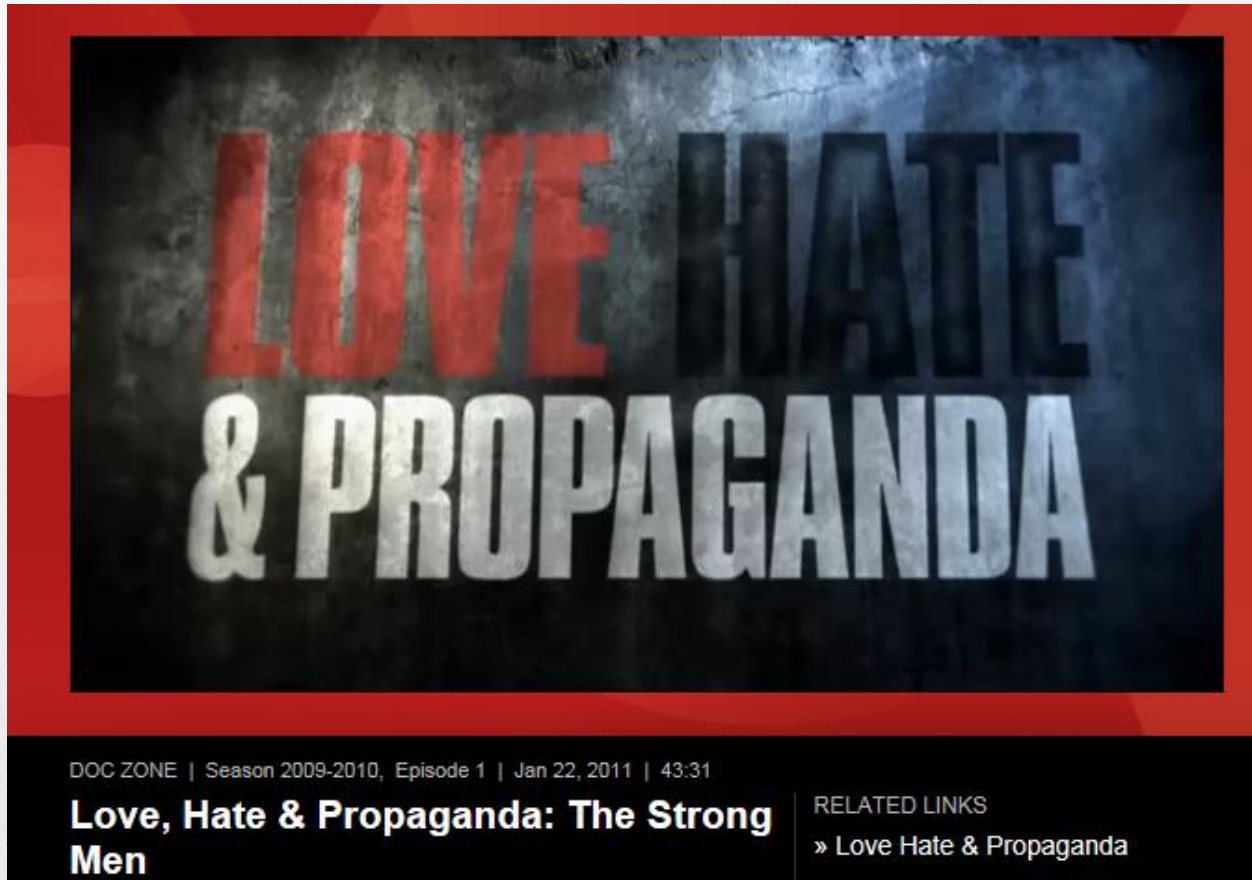 LOVE HATE
& PROPAGANDA
DOC ZONE | Season 2009-2010, Episode 1 | Jan 22, 2011 | 43:31
Love, Hate & Propaganda: The Strong
Men
RELATED LINKS
» Love Hate & Propaganda